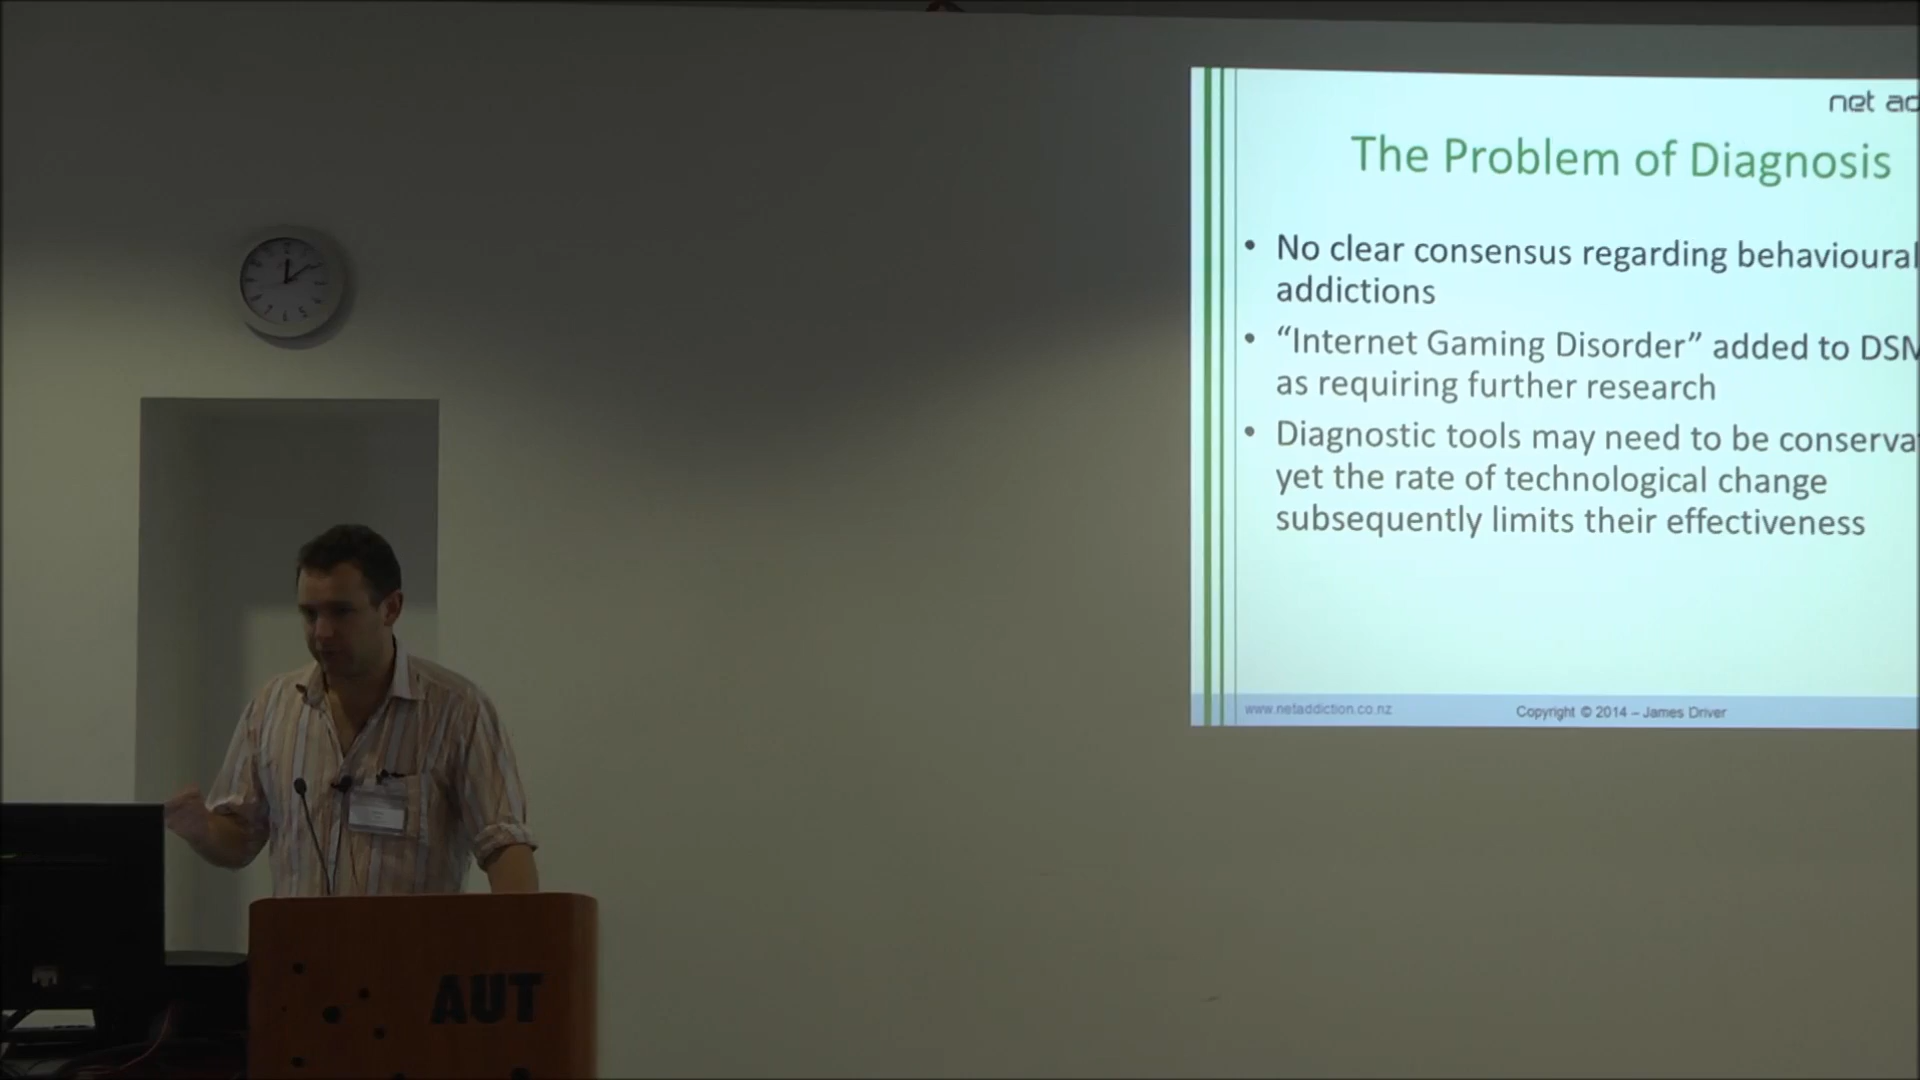 net ad
The Problem of Diagnosis
• No clear consensus regarding behavioural
addictions
• “Internet Gaming Disorder” added to DSM
as requiring further research
• Diagnostic tools may need to be conserva
yet the rate of technological change
subsequently limits their effectiveness
www.netaddiction.co.nz
Copyright © 2014 – James Driver
AUT